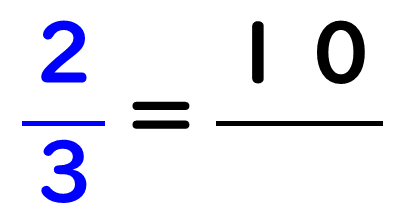 2/3 = 10/